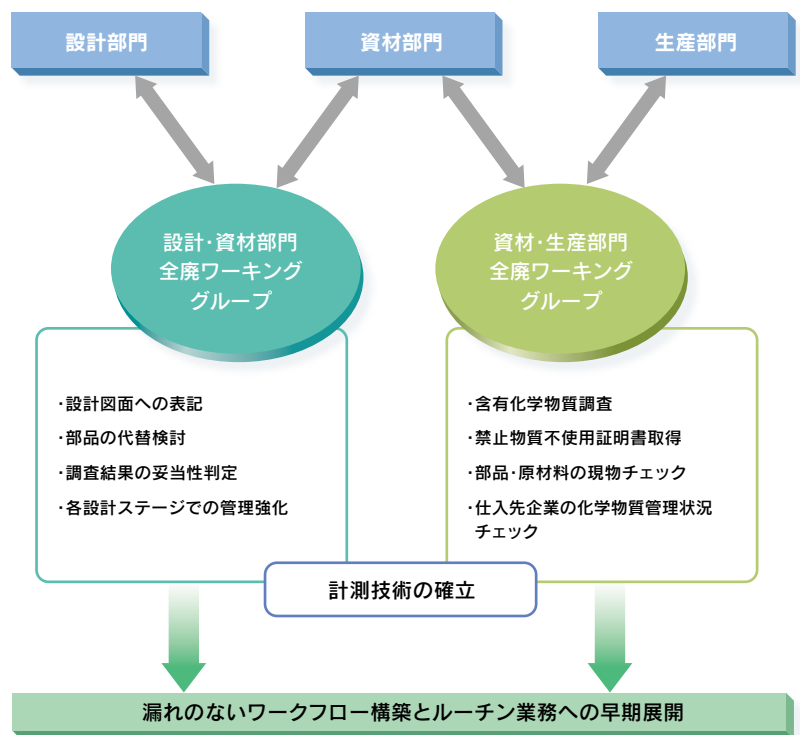 設計部門
資材部門
生産部門
設計・資材部門
全廃ワーキング
グループ
資材・生産部門
全廃ワーキング
グループ
・設計図面への表記
・部品の代替検討
・調査結果の妥当性判定
・各設計ステージでの管理強化
・含有化学物質調査
・禁止物質不使用証明書取得
・部品・原材料の現物チェック
・仕入先企業の化学物質管理状況
チェック
計測技術の確立
漏れのないワークフロー構築とルーチン業務への早期展開